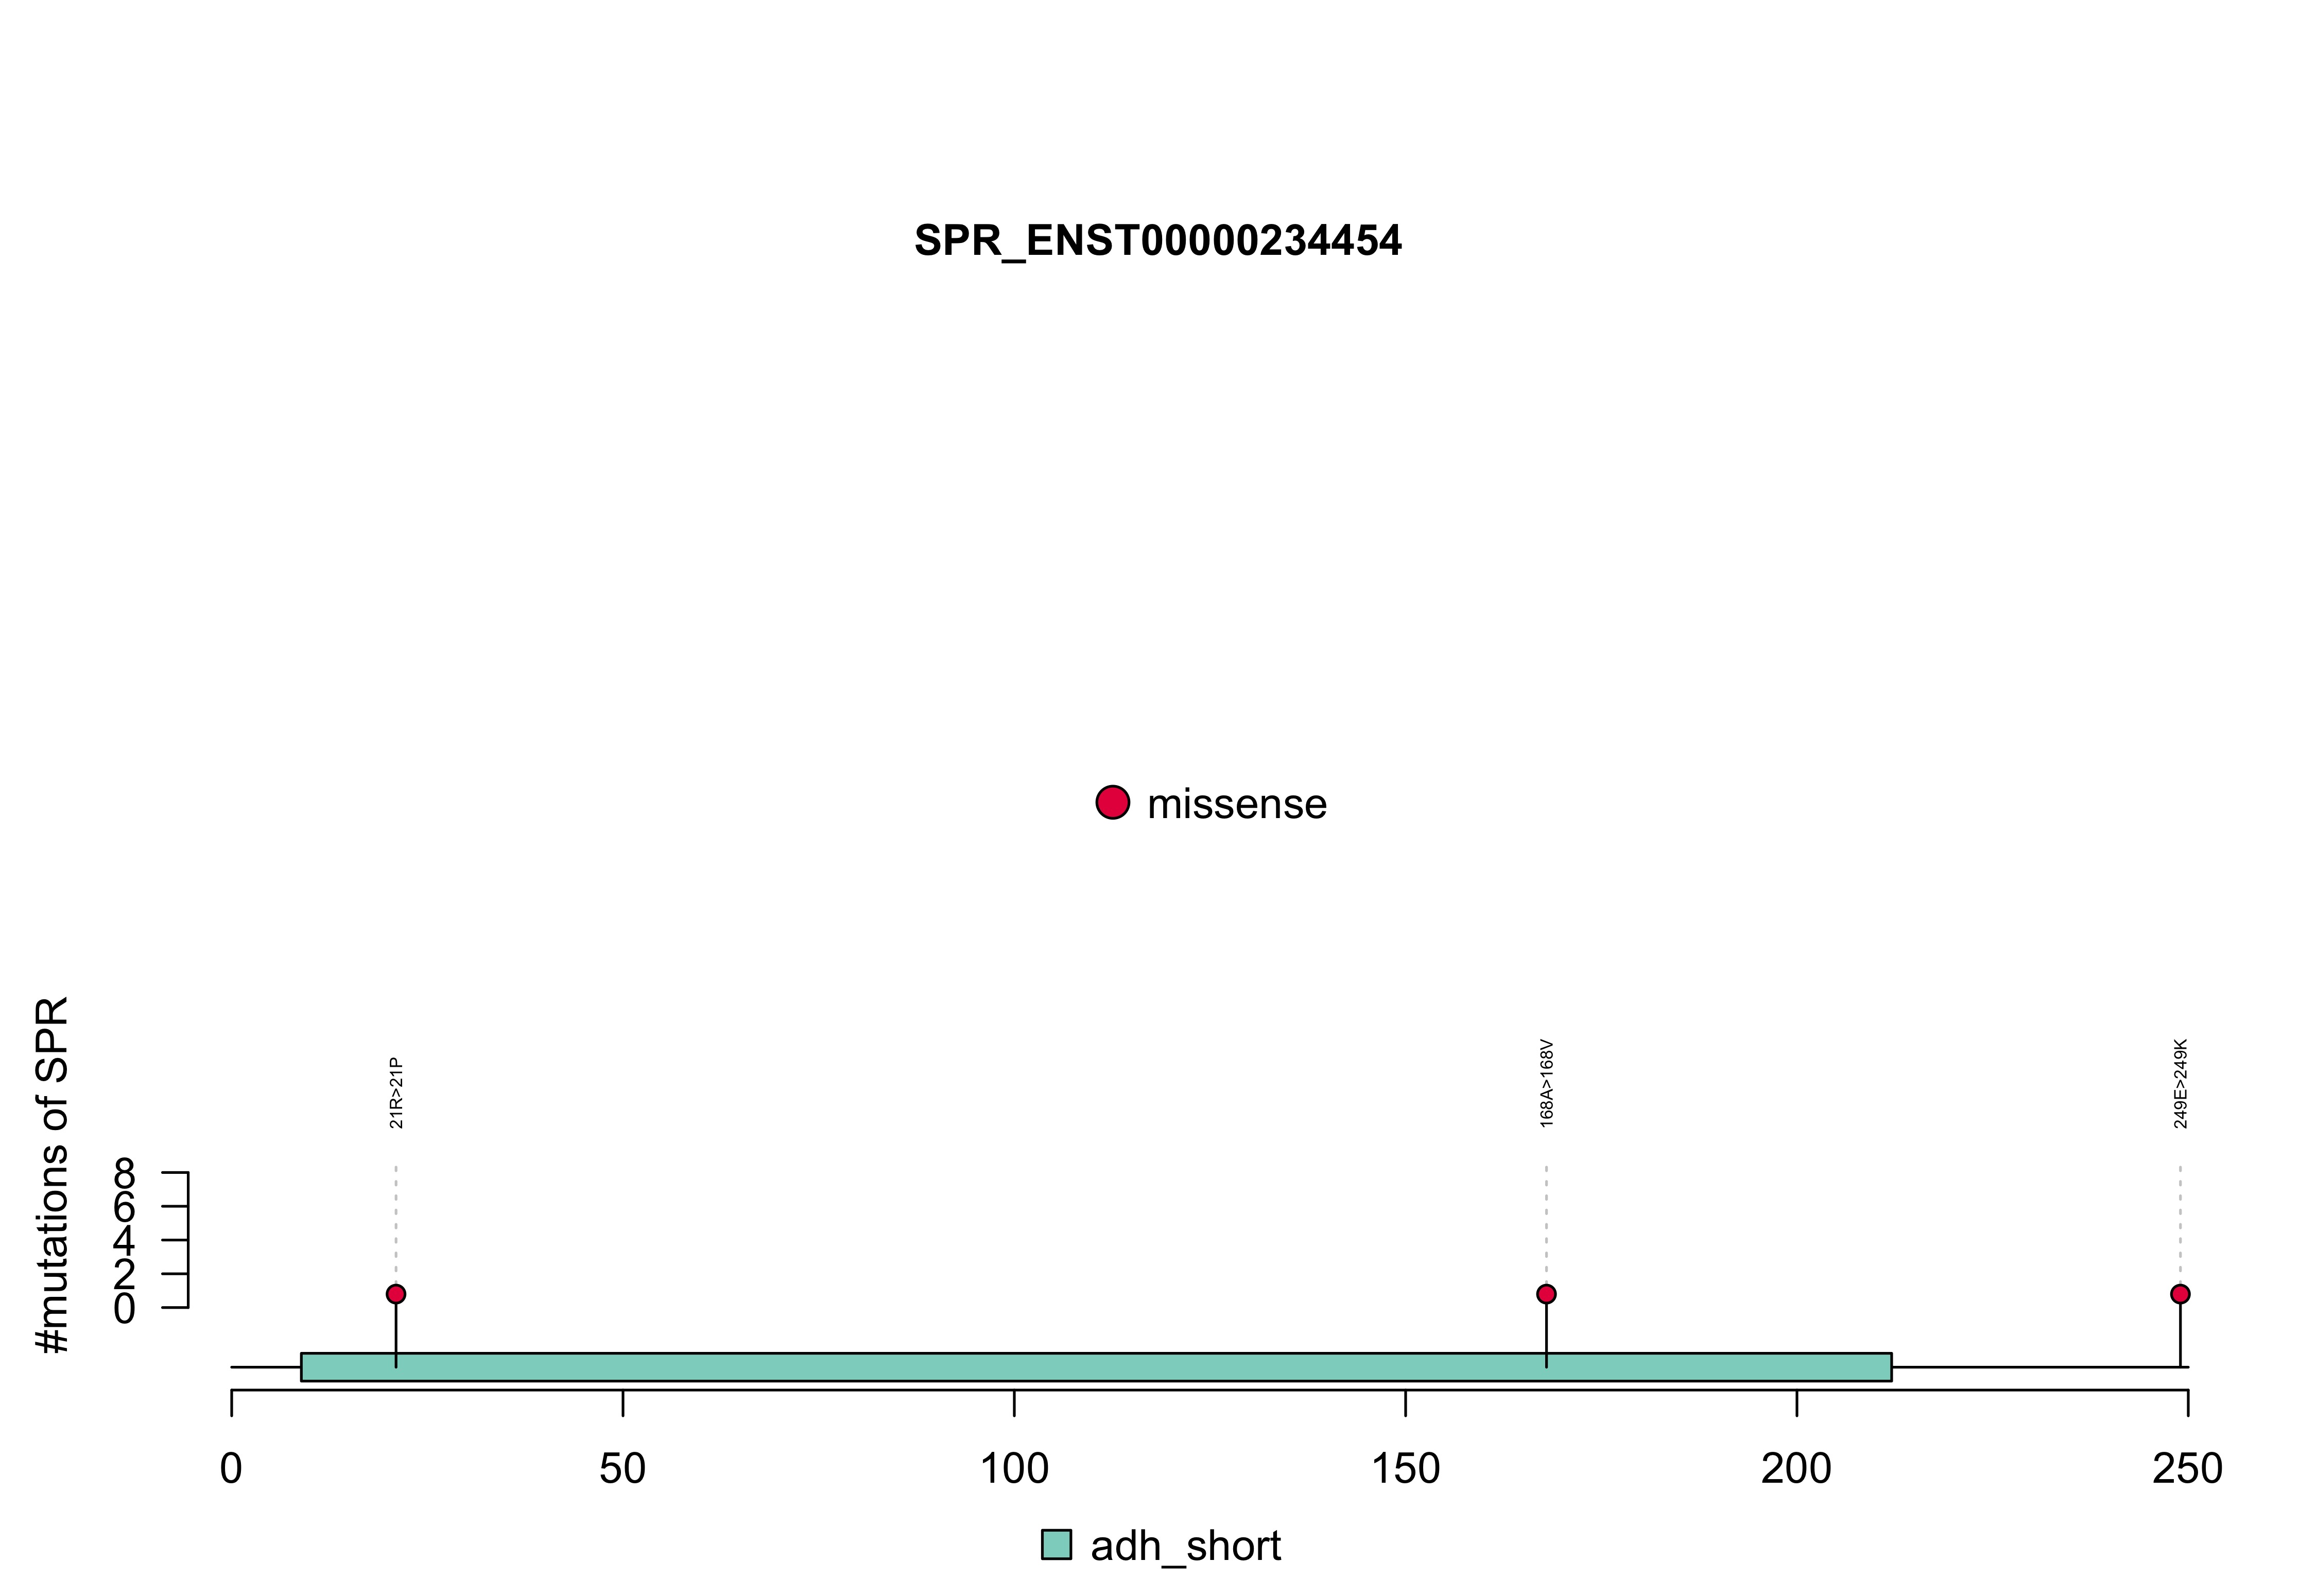 SPR_ENST00000234454
missense
#mutations of SPR
21R>21P
168A>168V
249E>249K
8
6
4
2
0
0 50 100 150 200 250
adh_short